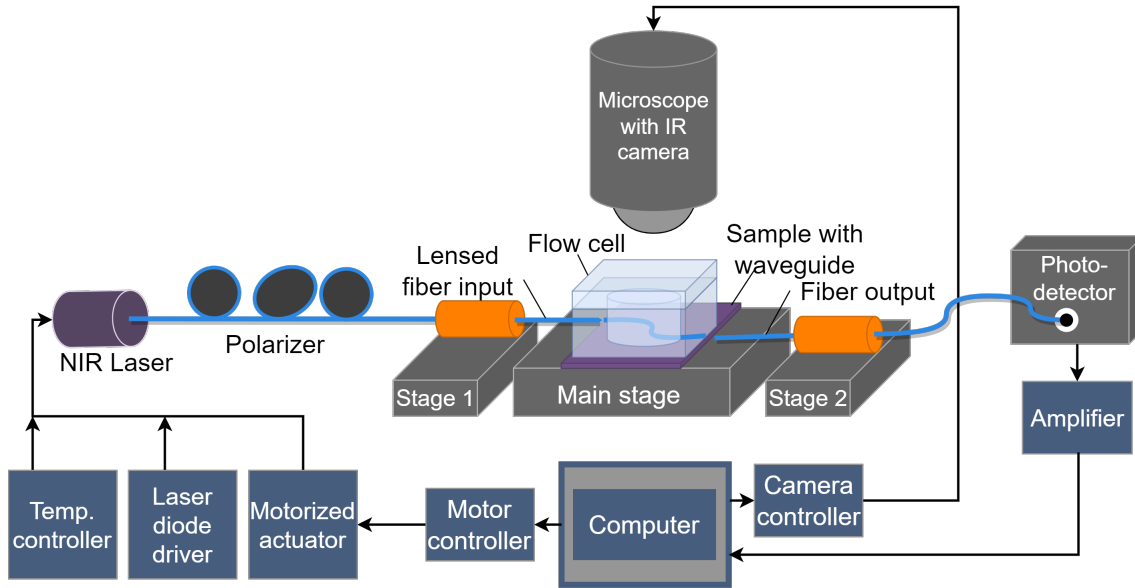 Microscope
with IR
camera
Flow cell
Sample with
waveguide
Lensed
fiber input
Fiber output
Photo-
detector
NIR Laser
Polarizer
Stage 1
Main stage
Stage 2
Amplifier
Temp.
controller
Laser
diode
driver
Motorized
actuator
Motor
controller
Computer
Camera
controller